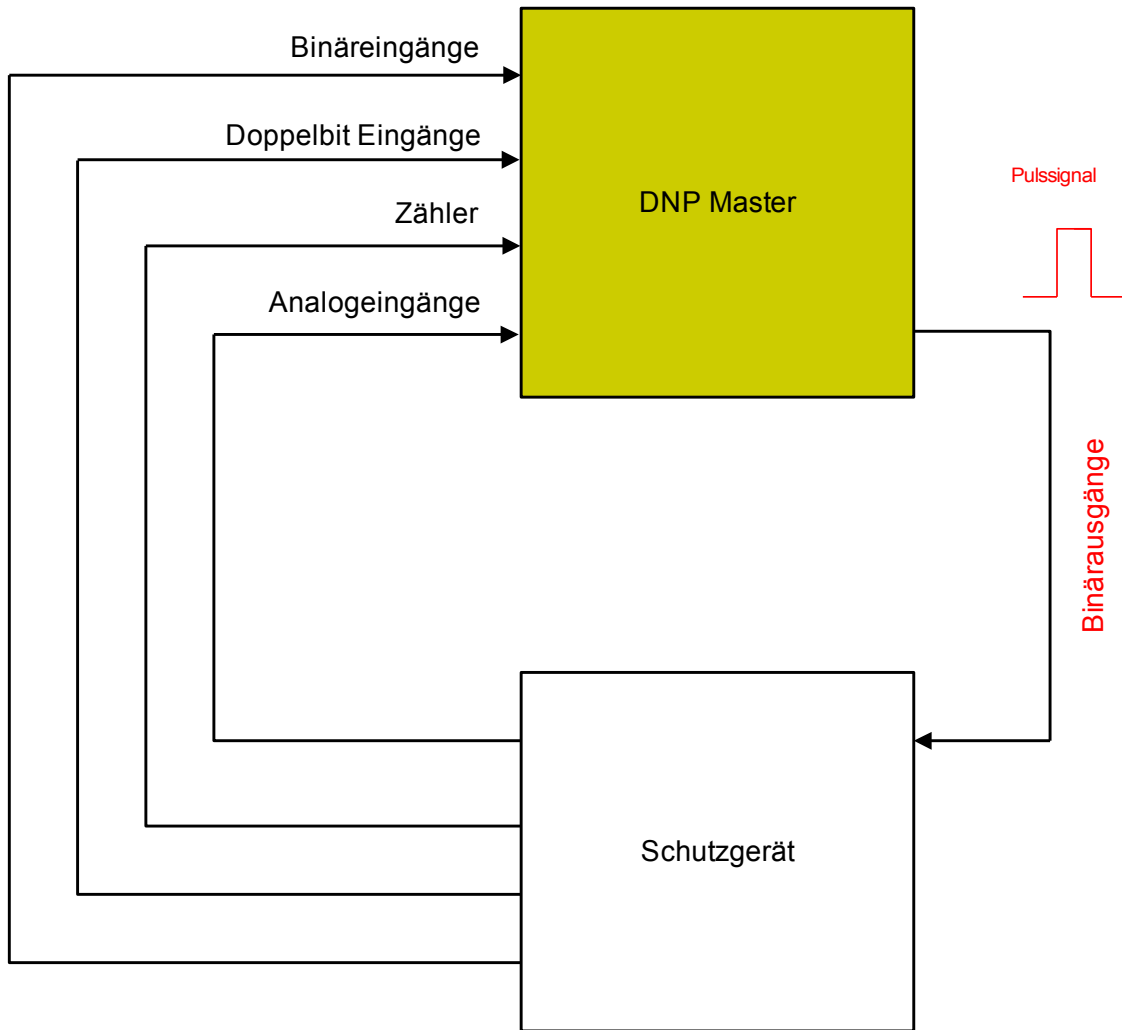 Binäreingänge
Doppelbit Eingänge
Zähler
Analogeingänge
DNP Master
Pulssignal
Binärausgänge
Schutzgerät